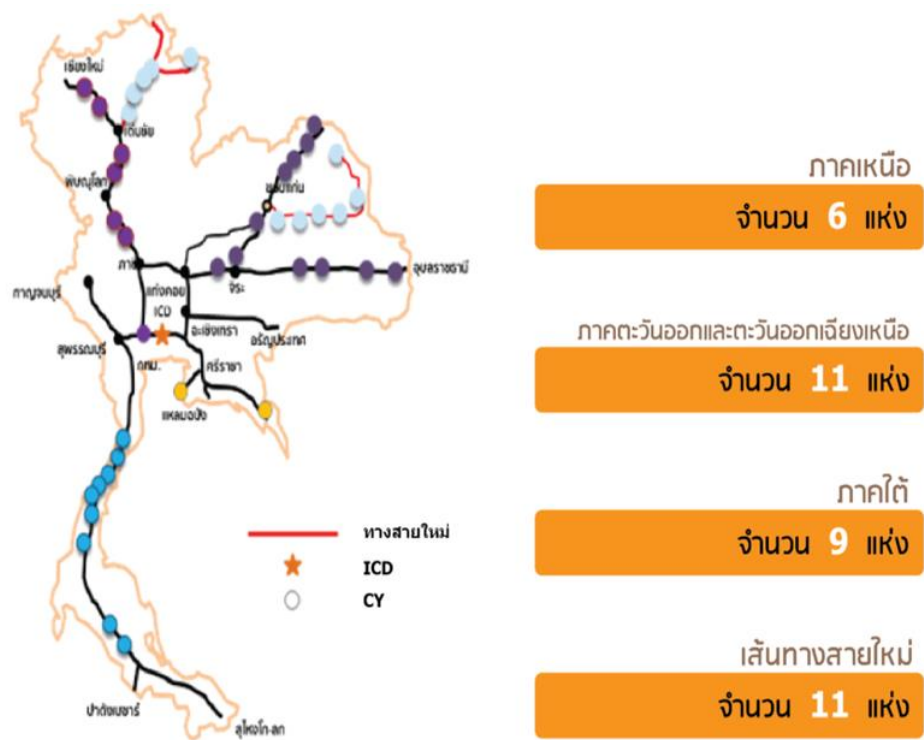 เชียงใหม่
เด่นชัย
พิษณุโลก
ขอนแก่น
ภาชี
แก่งคอย
จิระ
อุบลราชธานี
กาญจนบุรี
ICD
ฉะเชิงเทรา
อรัญประเทศ
สุพรรณบุรี
กทม.
ศรีราชา
แหลมฉบัง
ปาดังเบซาร์
สุไหงโก-ลก
ทางสายใหม่
ICD
CY
ภาคเหนือ
จำนวน 6 แห่ง
ภาคตะวันออกและตะวันออกเฉียงเหนือ
จำนวน 11 แห่ง
ภาคใต้
จำนวน 9 แห่ง
เส้นทางสายใหม่
จำนวน 11 แห่ง